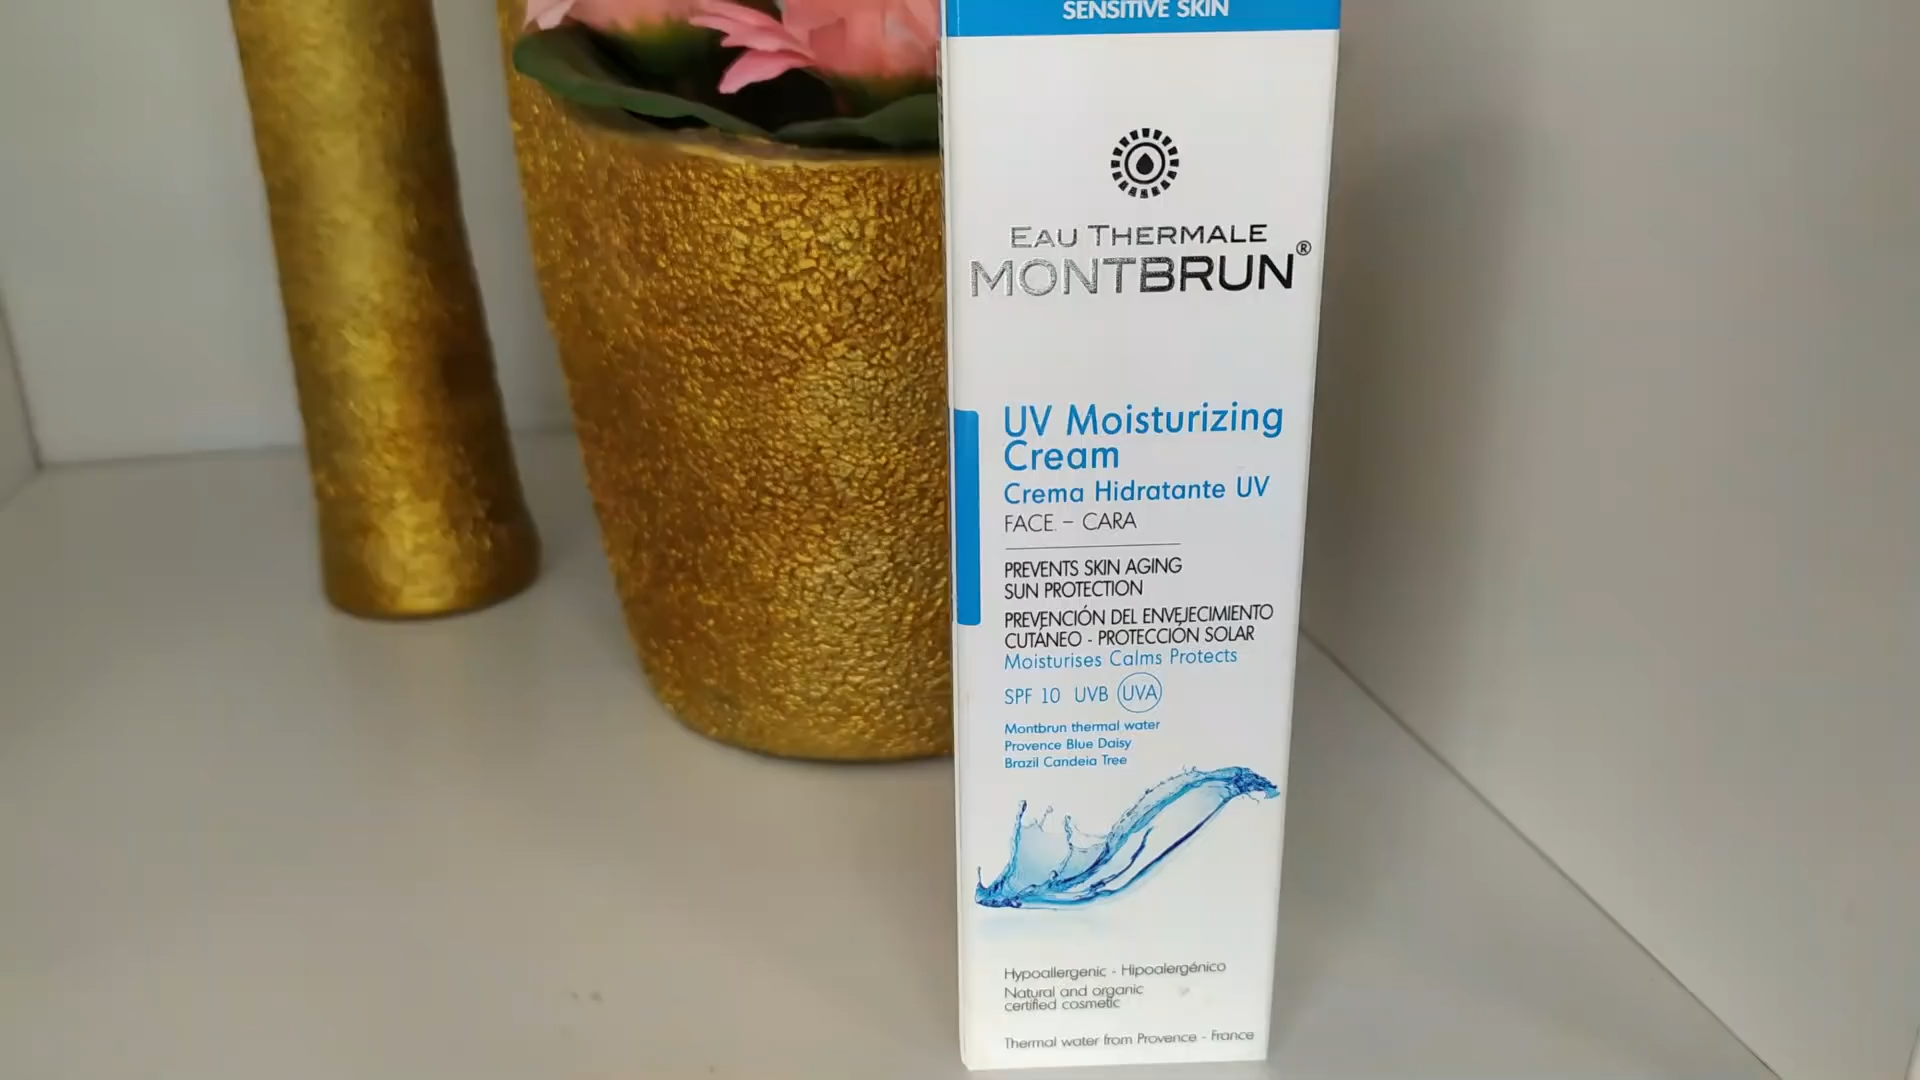 SENSITIVE SKIN
EAU THERMALE
MONTBRUN®
UV Moisturizing
Cream
Crema Hidratante UV
FACE. - CARA
PREVENTS SKIN AGING
SUN PROTECTION
PREVENCIÓN DEL ENVEJECIMIENTO
CUTÁNEO - PROTECCIÓN SOLAR
Moisturises Calms Protects
SPF 10 UVB UVA
Montbrun thermal water
Provence Blue Daisy
Brazil Candeia Tree
Hypoallergenic - Hipoalergénico
Natural and organic
certified cosmetic
Thermal water from Provence - France